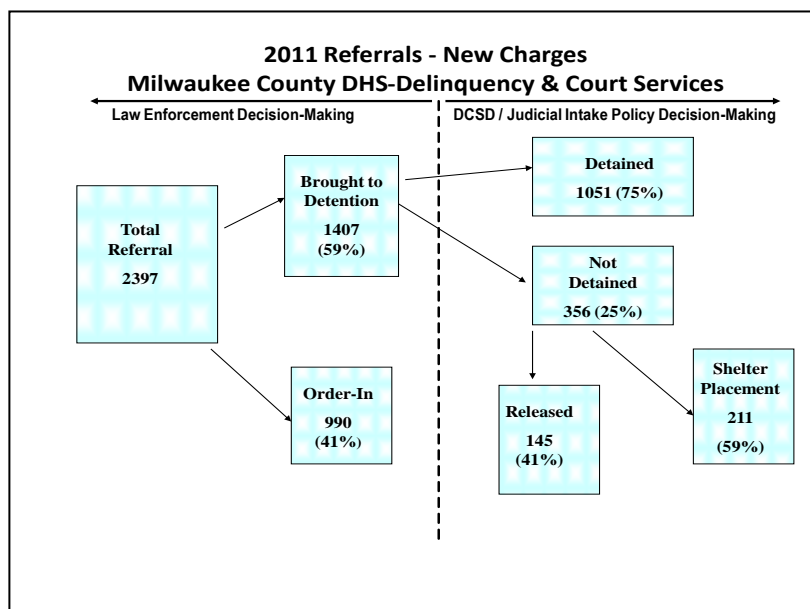 2011 Referrals - New Charges
Milwaukee County DHS-Delinquency & Court Services
Law Enforcement Decision-Making
DCSD / Judicial Intake Policy Decision-Making
Total
Referral
2397
Brought to
Detention
1407
(59%)
Order-In
990
(41%)
Detained
1051 (75%)
Not
Detained
356 (25%)
Released
145
(41%)
Shelter
Placement
211
(59%)